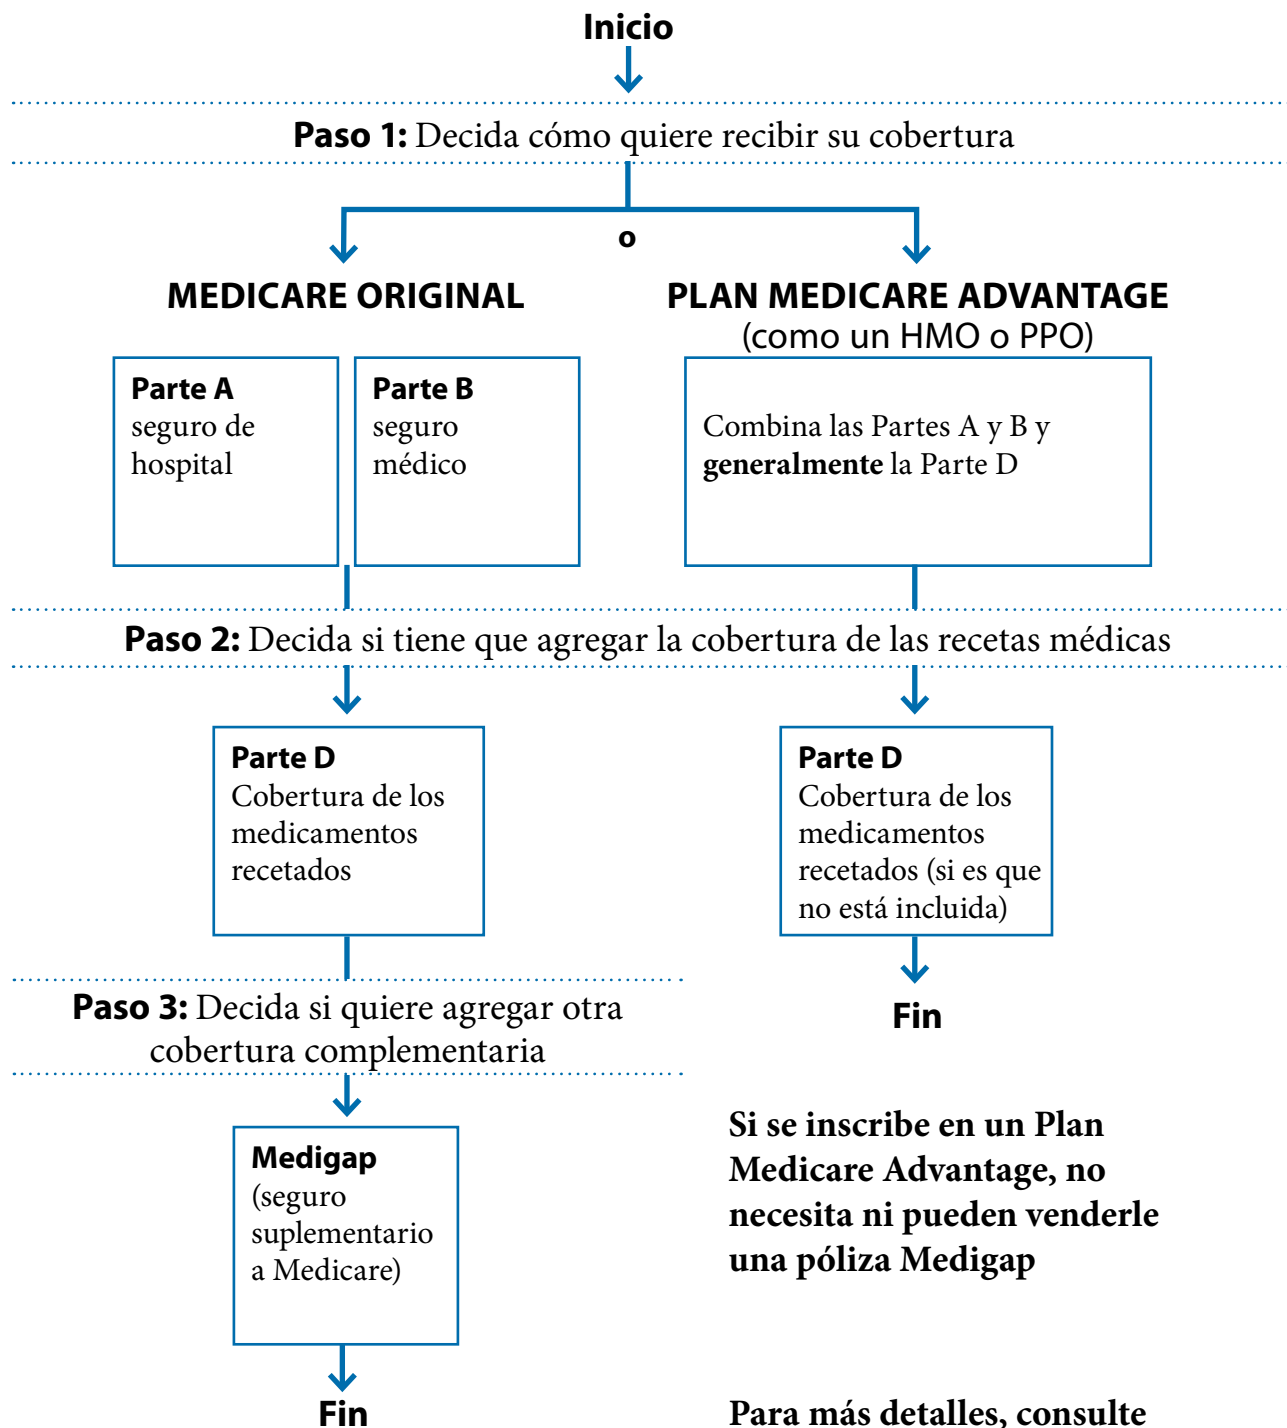 Inicio
Paso 1: Decida cómo quiere recibir su cobertura
o
MEDICARE ORIGINAL
PLAN MEDICARE ADVANTAGE
(como un HMO o PPO)
Parte A
seguro de
hospital
Parte B
seguro
médico
Combina las Partes A y B y
generalmente la Parte D
Paso 2: Decida si tiene que agregar la cobertura de las recetas médicas
Parte D
Cobertura de los
medicamentos
recetados
Parte D
Cobertura de los
medicamentos
recetados (si es que
no está incluida)
Paso 3: Decida si quiere agregar otra
cobertura complementaria
Fin
Medigap
(seguro
suplementario
a Medicare)
Fin
Si se inscribe en un Plan
Medicare Advantage, no
necesita ni pueden venderle
una póliza Medigap
Para más detalles, consulte